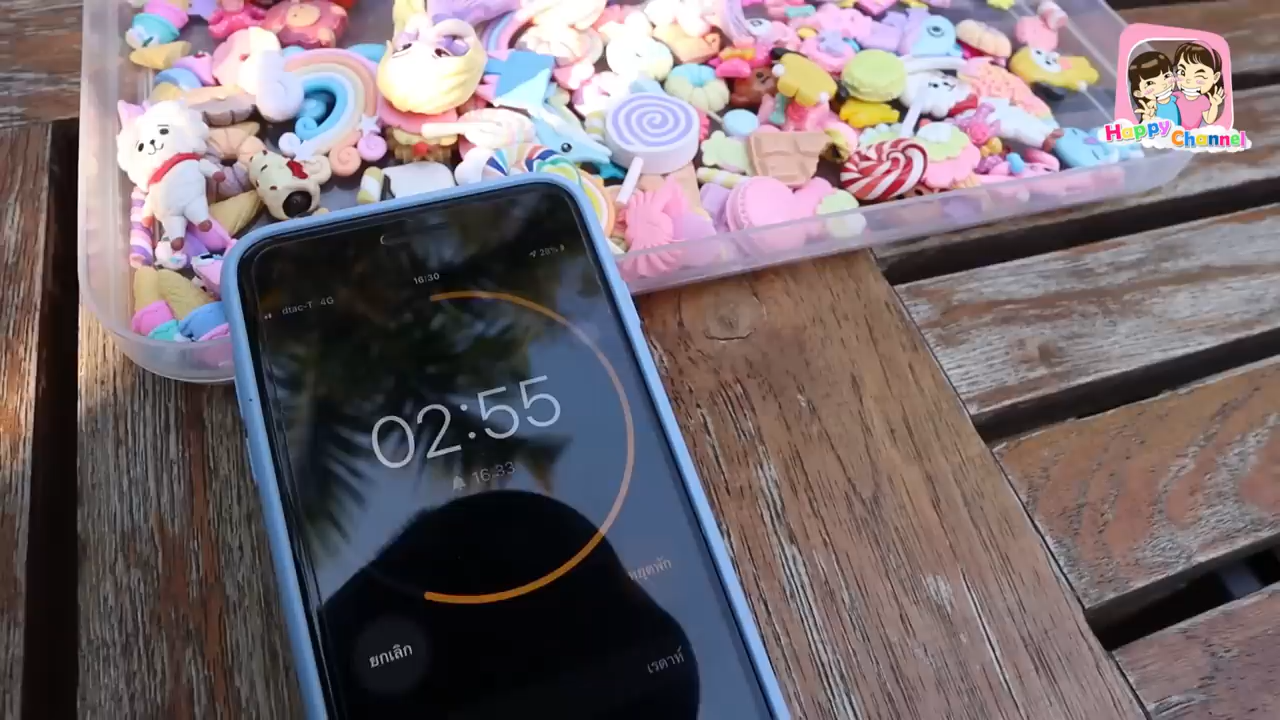 Happy Channel
28%
16:30
dtac-T 4G
02:55
16:33
หยุดพัก
ยกเลิก
เรดาห์